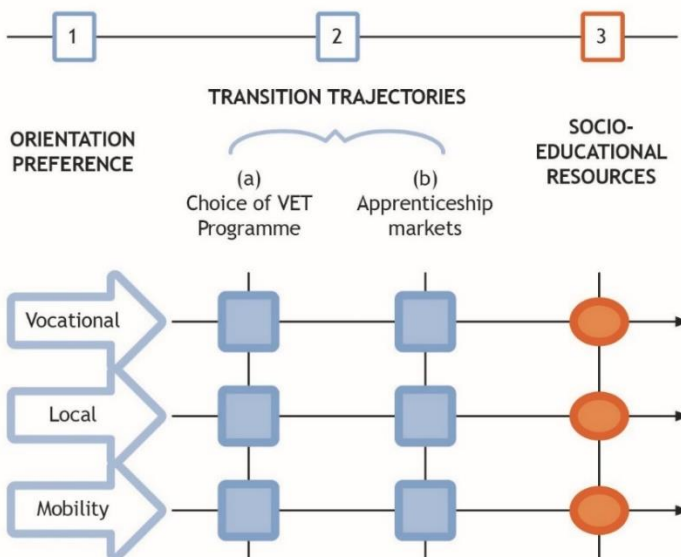 1
2
3
TRANSITION TRAJECTORIES
ORIENTATION
PREFERENCE
SOCIO-
EDUCATIONAL
RESOURCES
(a)
Choice of VET
Programme
(b)
Apprenticeship
markets
Vocational
Local
Mobility